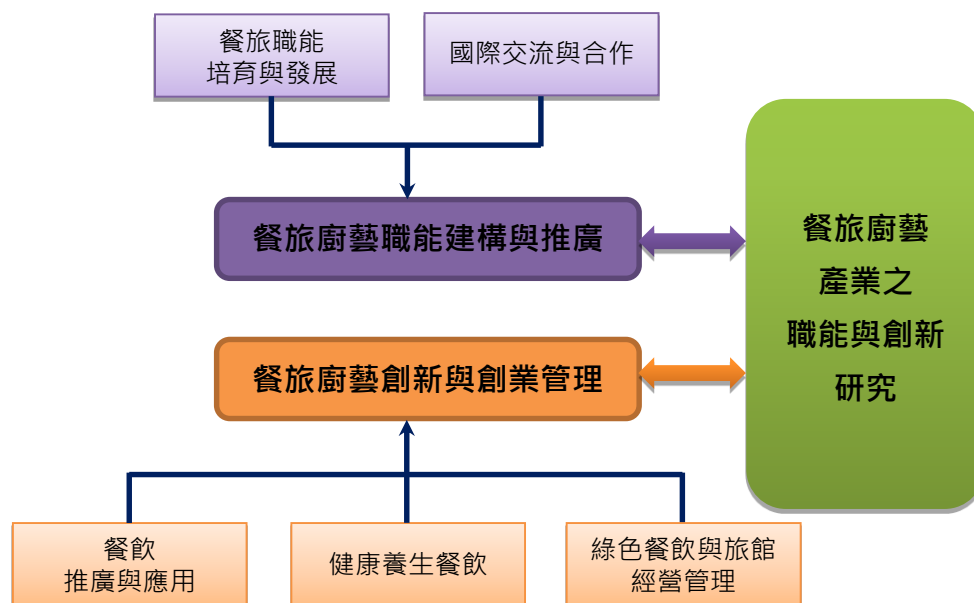 餐旅職能
培育與發展
國際交流與合作
餐旅廚藝職能建構與推廣
餐旅廚藝創新與創業管理
餐旅廚藝
產業之
職能與創新
研究
餐飲
推廣與應用
健康養生餐飲
綠色餐飲與旅館
經營管理